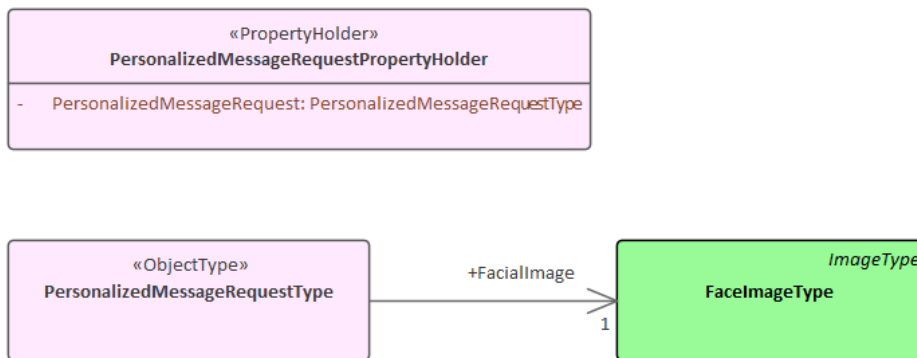 «PropertyHolder»
PersonalizedMessageRequestPropertyHolder
- PersonalizedMessageRequest: PersonalizedMessageRequestType
«ObjectType»
PersonalizedMessageRequestType
+FacialImage
1
ImageType
FaceImageType